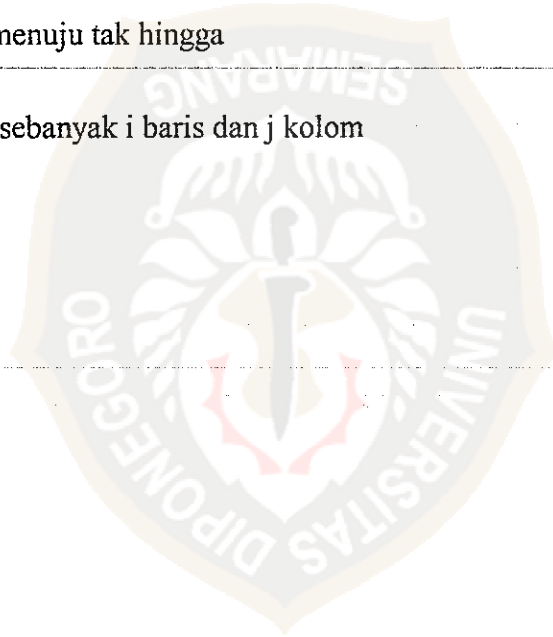 menuju tak hingga
sebanyak i baris dan j kolom
UNIVERSITAS DIPONEGORO
SEMARANG